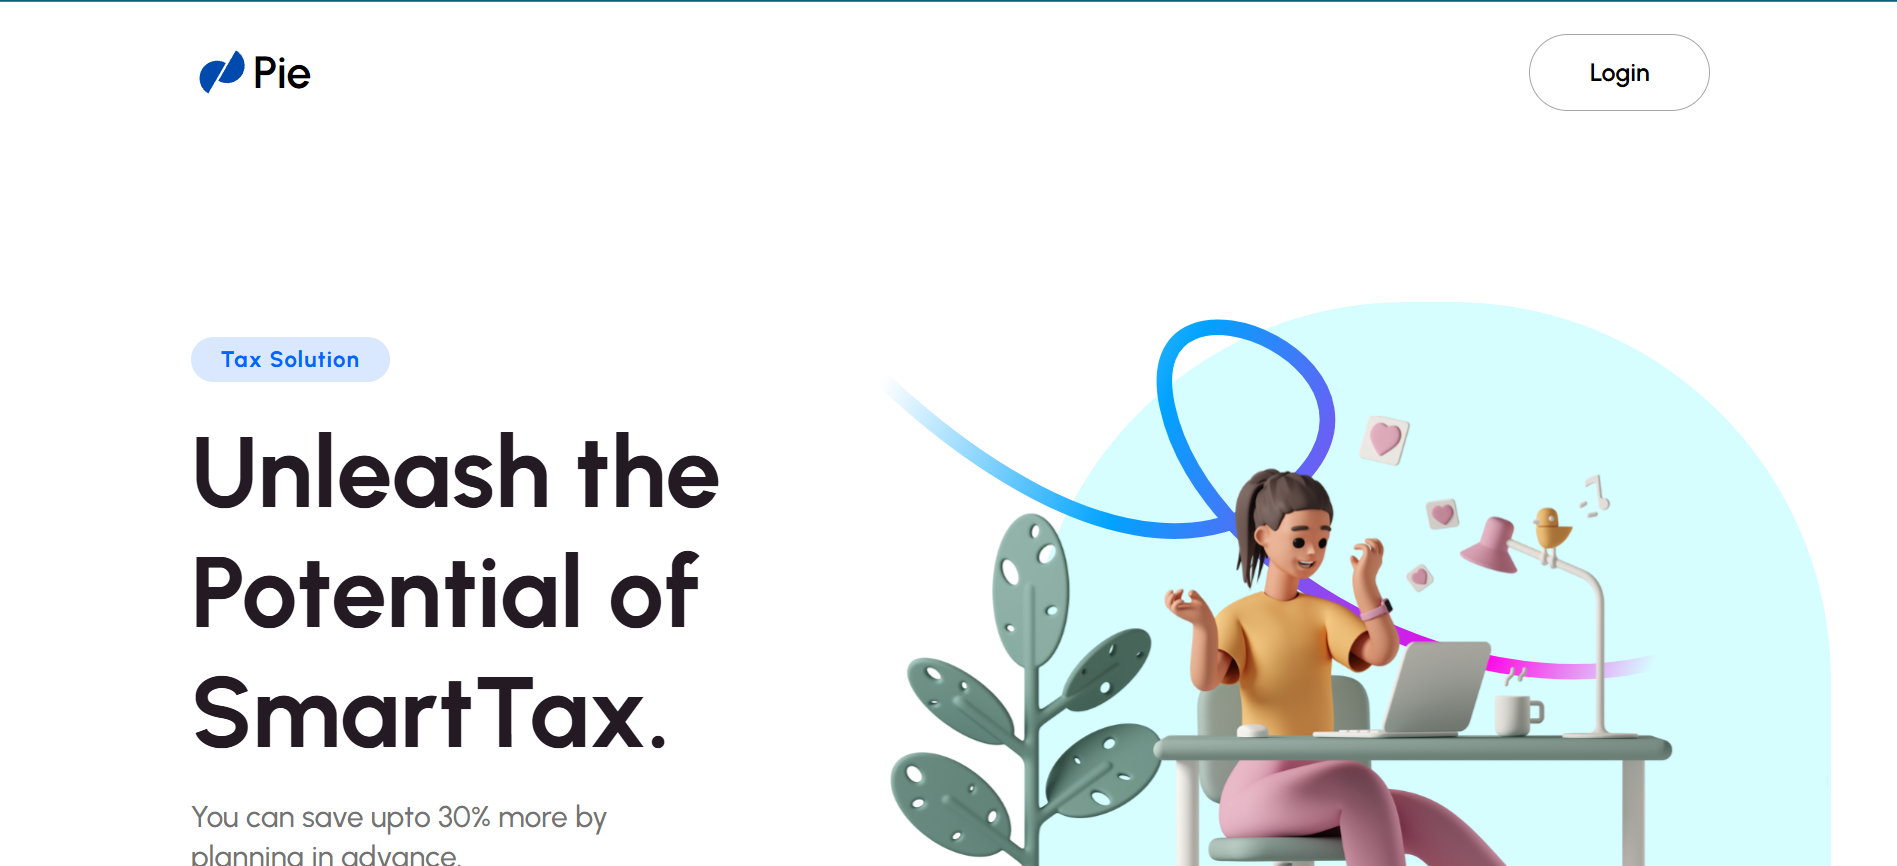 Pie
Login
Tax Solution
Unleash the
Potential of
SmartTax.
You can save upto 30% more by
planning in advance.